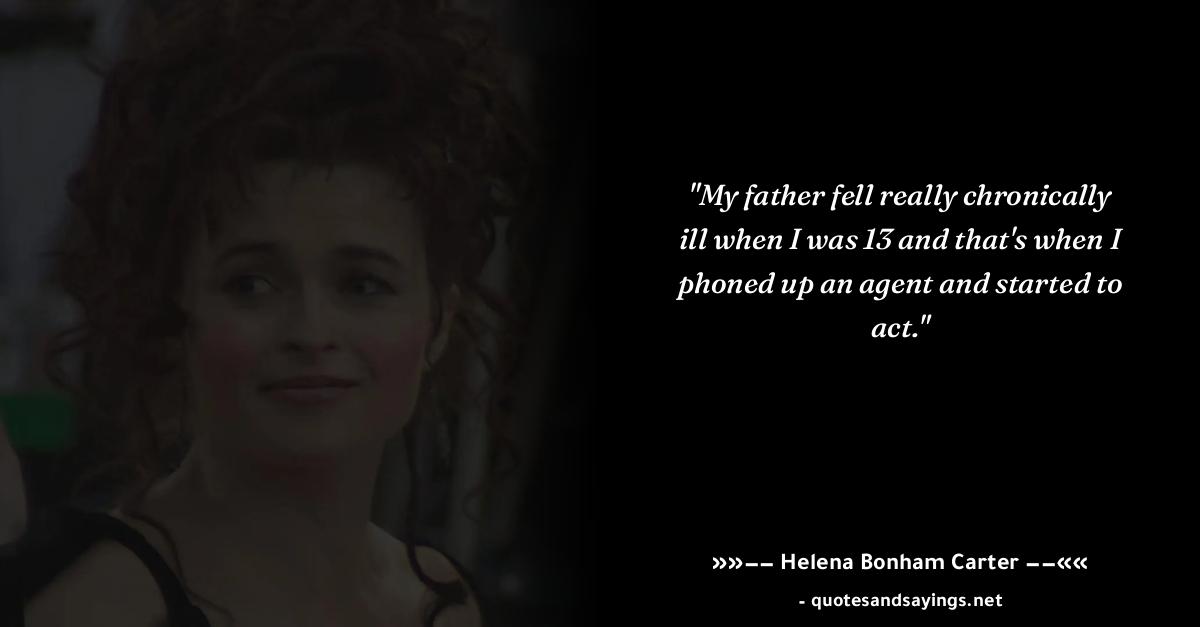 "My father fell really chronically
ill when I was 13 and that's when I
phoned up an agent and started to
act."
»»-- Helena Bonham Carter --««
- quotesandsayings.net